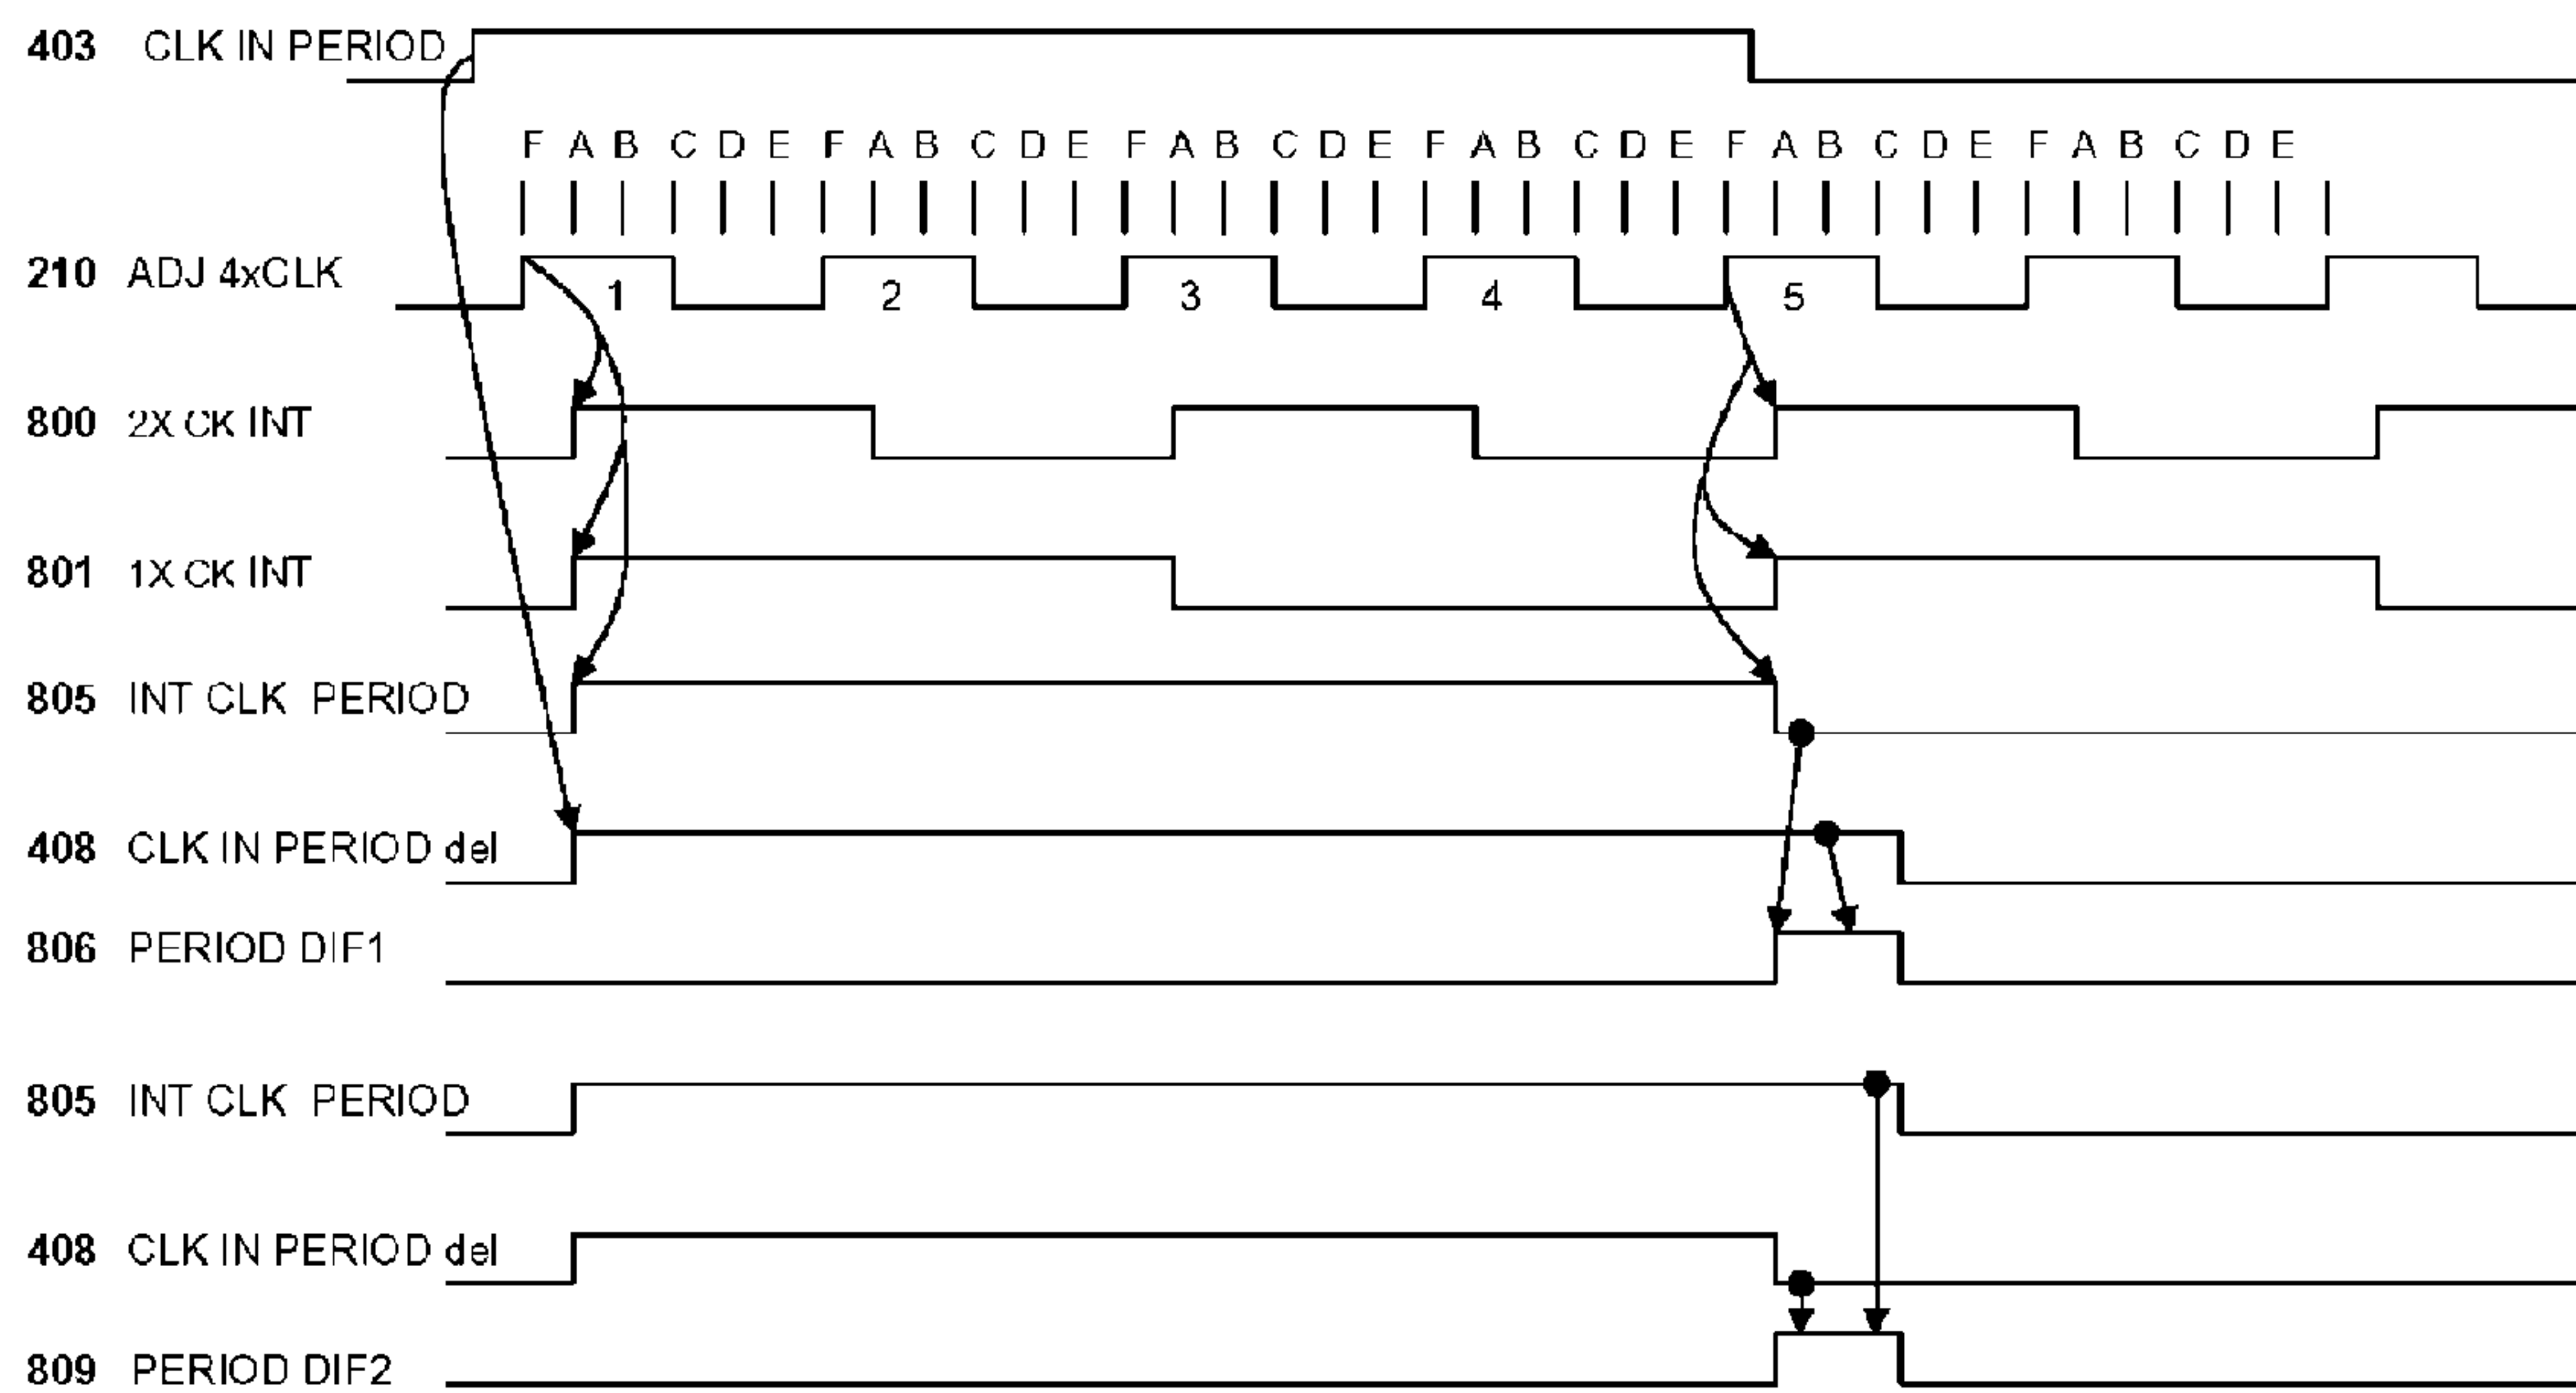 403 CLK IN PERIOD
F A B C D E F A B C D E F A B C D E F A B C D E F A B C D E F A B C D E
210 ADJ 4xCLK 1 2 3 4 5
800 2X CK INT
801 1X CK INT
805 INT CLK PERIOD
408 CLK IN PERIOD del
806 PERIOD DIF1
805 INT CLK PERIOD
408 CLK IN PERIOD del
809 PERIOD DIF2